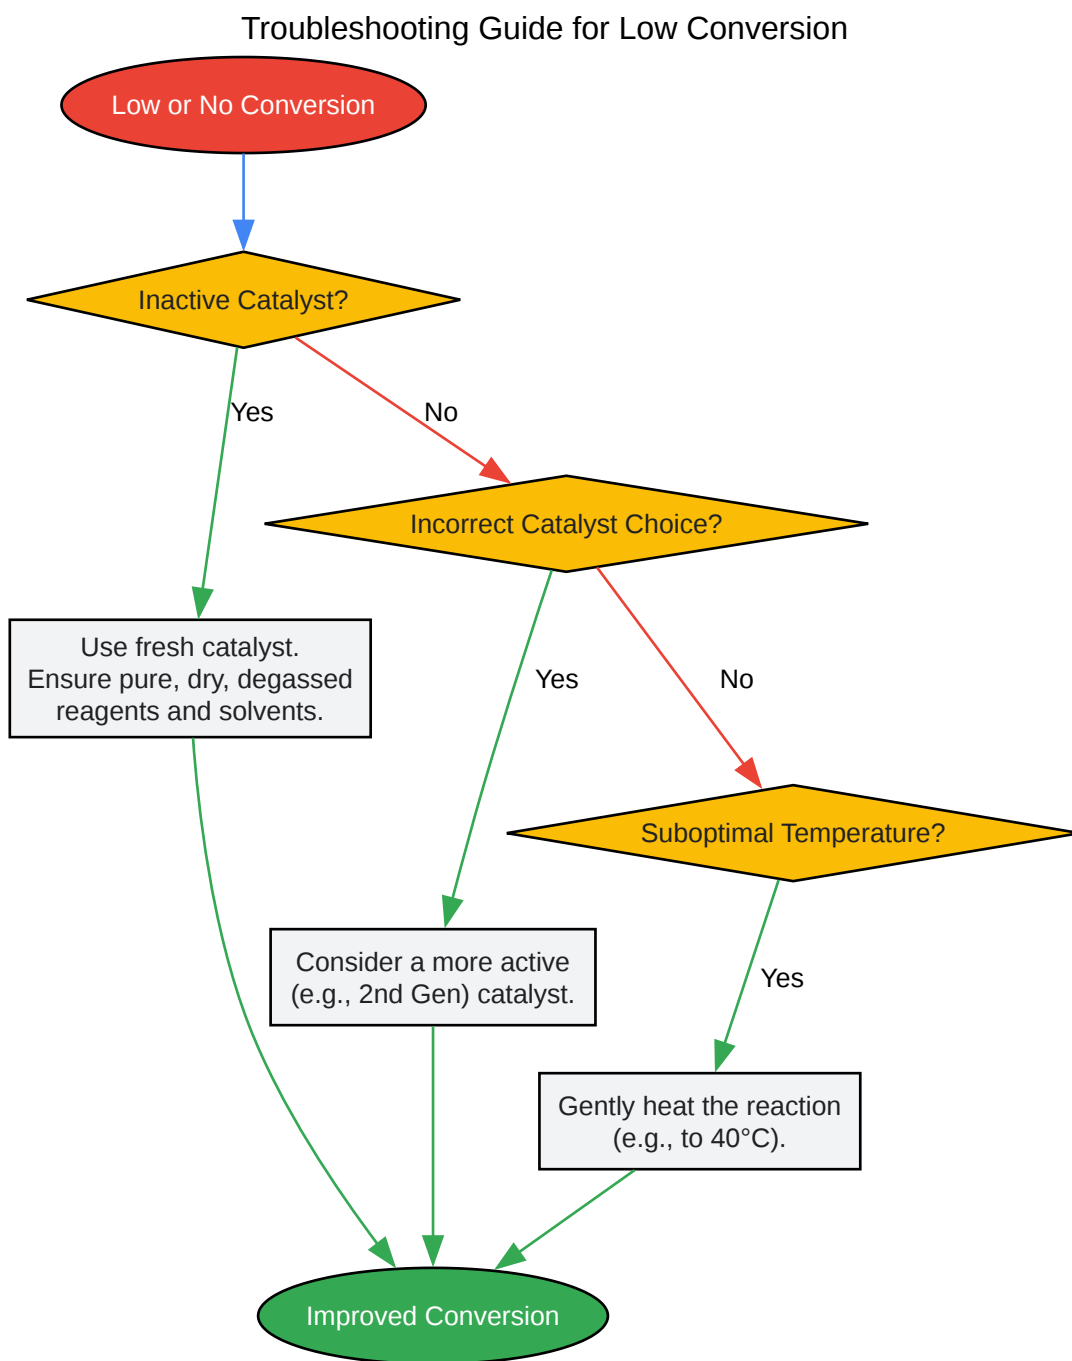 Troubleshooting Guide for Low Conversion
Low or No Conversion
Inactive Catalyst?
Yes
No
Incorrect Catalyst Choice?
Use fresh catalyst.
Ensure pure, dry, degassed
reagents and solvents.
Yes
No
Suboptimal Temperature?
Consider a more active
(e.g., 2nd Gen) catalyst.
Yes
Gently heat the reaction
(e.g., to 40°C).
Improved Conversion